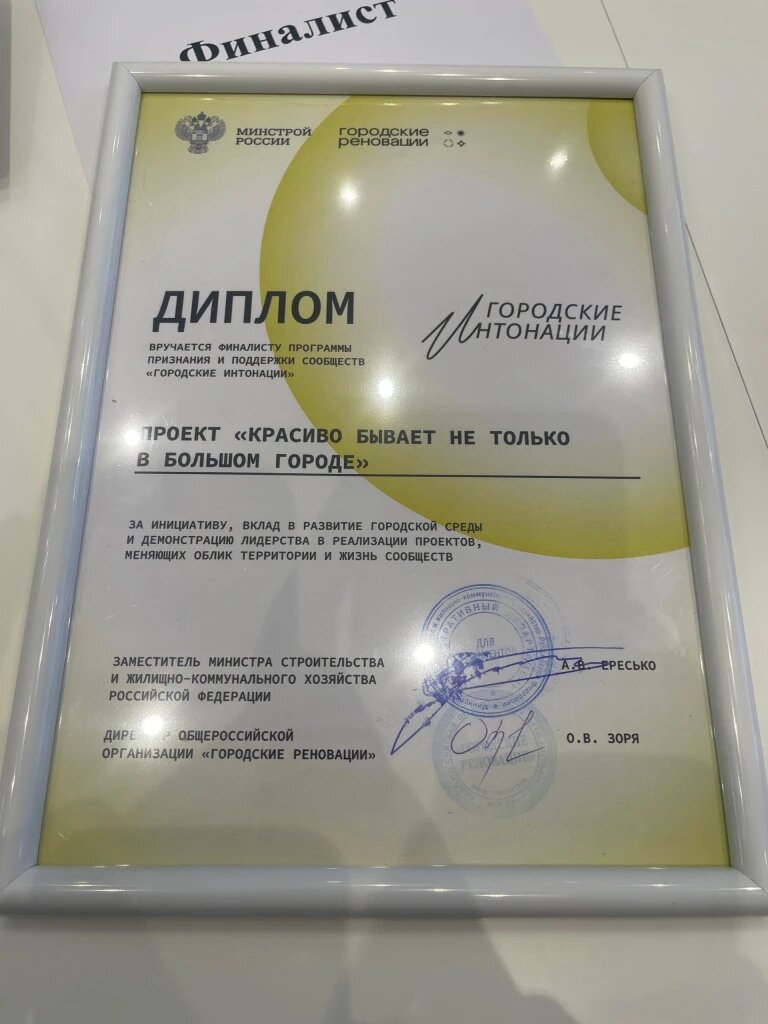 Финалист
МИНСТРОЙ
РОССИИ
городские
реновации
ДИПЛОМ
ГОРОДСКИЕ
ИНТОНАЦИИ
ВРУЧАЕТСЯ ФИНАЛИСТУ ПРОГРАММЫ
ПРИЗНАНИЯ И ПОДДЕРЖКИ СООБЩЕСТВ
«ГОРОДСКИЕ ИНТОНАЦИИ»
ПРОЕКТ «КРАСИВО БЫВАЕТ НЕ ТОЛЬКО
В БОЛЬШОМ ГОРОДЕ»
ЗА ИНИЦИАТИВУ, ВКЛАД В РАЗВИТИЕ ГОРОДСКОЙ СРЕДЫ
И ДЕМОНСТРАЦИЮ ЛИДЕРСТВА В РЕАЛИЗАЦИИ ПРОЕКТОВ,
МЕНЯЮЩИХ ОБЛИК ТЕРРИТОРИИ И ЖИЗНЬ СООБЩЕСТВ
ЗАМЕСТИТЕЛЬ МИНИСТРА СТРОИТЕЛЬСТВА
И ЖИЛИЩНО-КОММУНАЛЬНОГО ХОЗЯЙСТВА
РОССИЙСКОЙ ФЕДЕРАЦИИ
ДЛЯ
А.В. ЕРЕСЬКО
ДИРЕКТОР ОБЩЕРОССИЙСКОЙ
ОРГАНИЗАЦИИ «ГОРОДСКИЕ РЕНОВАЦИИ»
О.В. ЗОРЯ